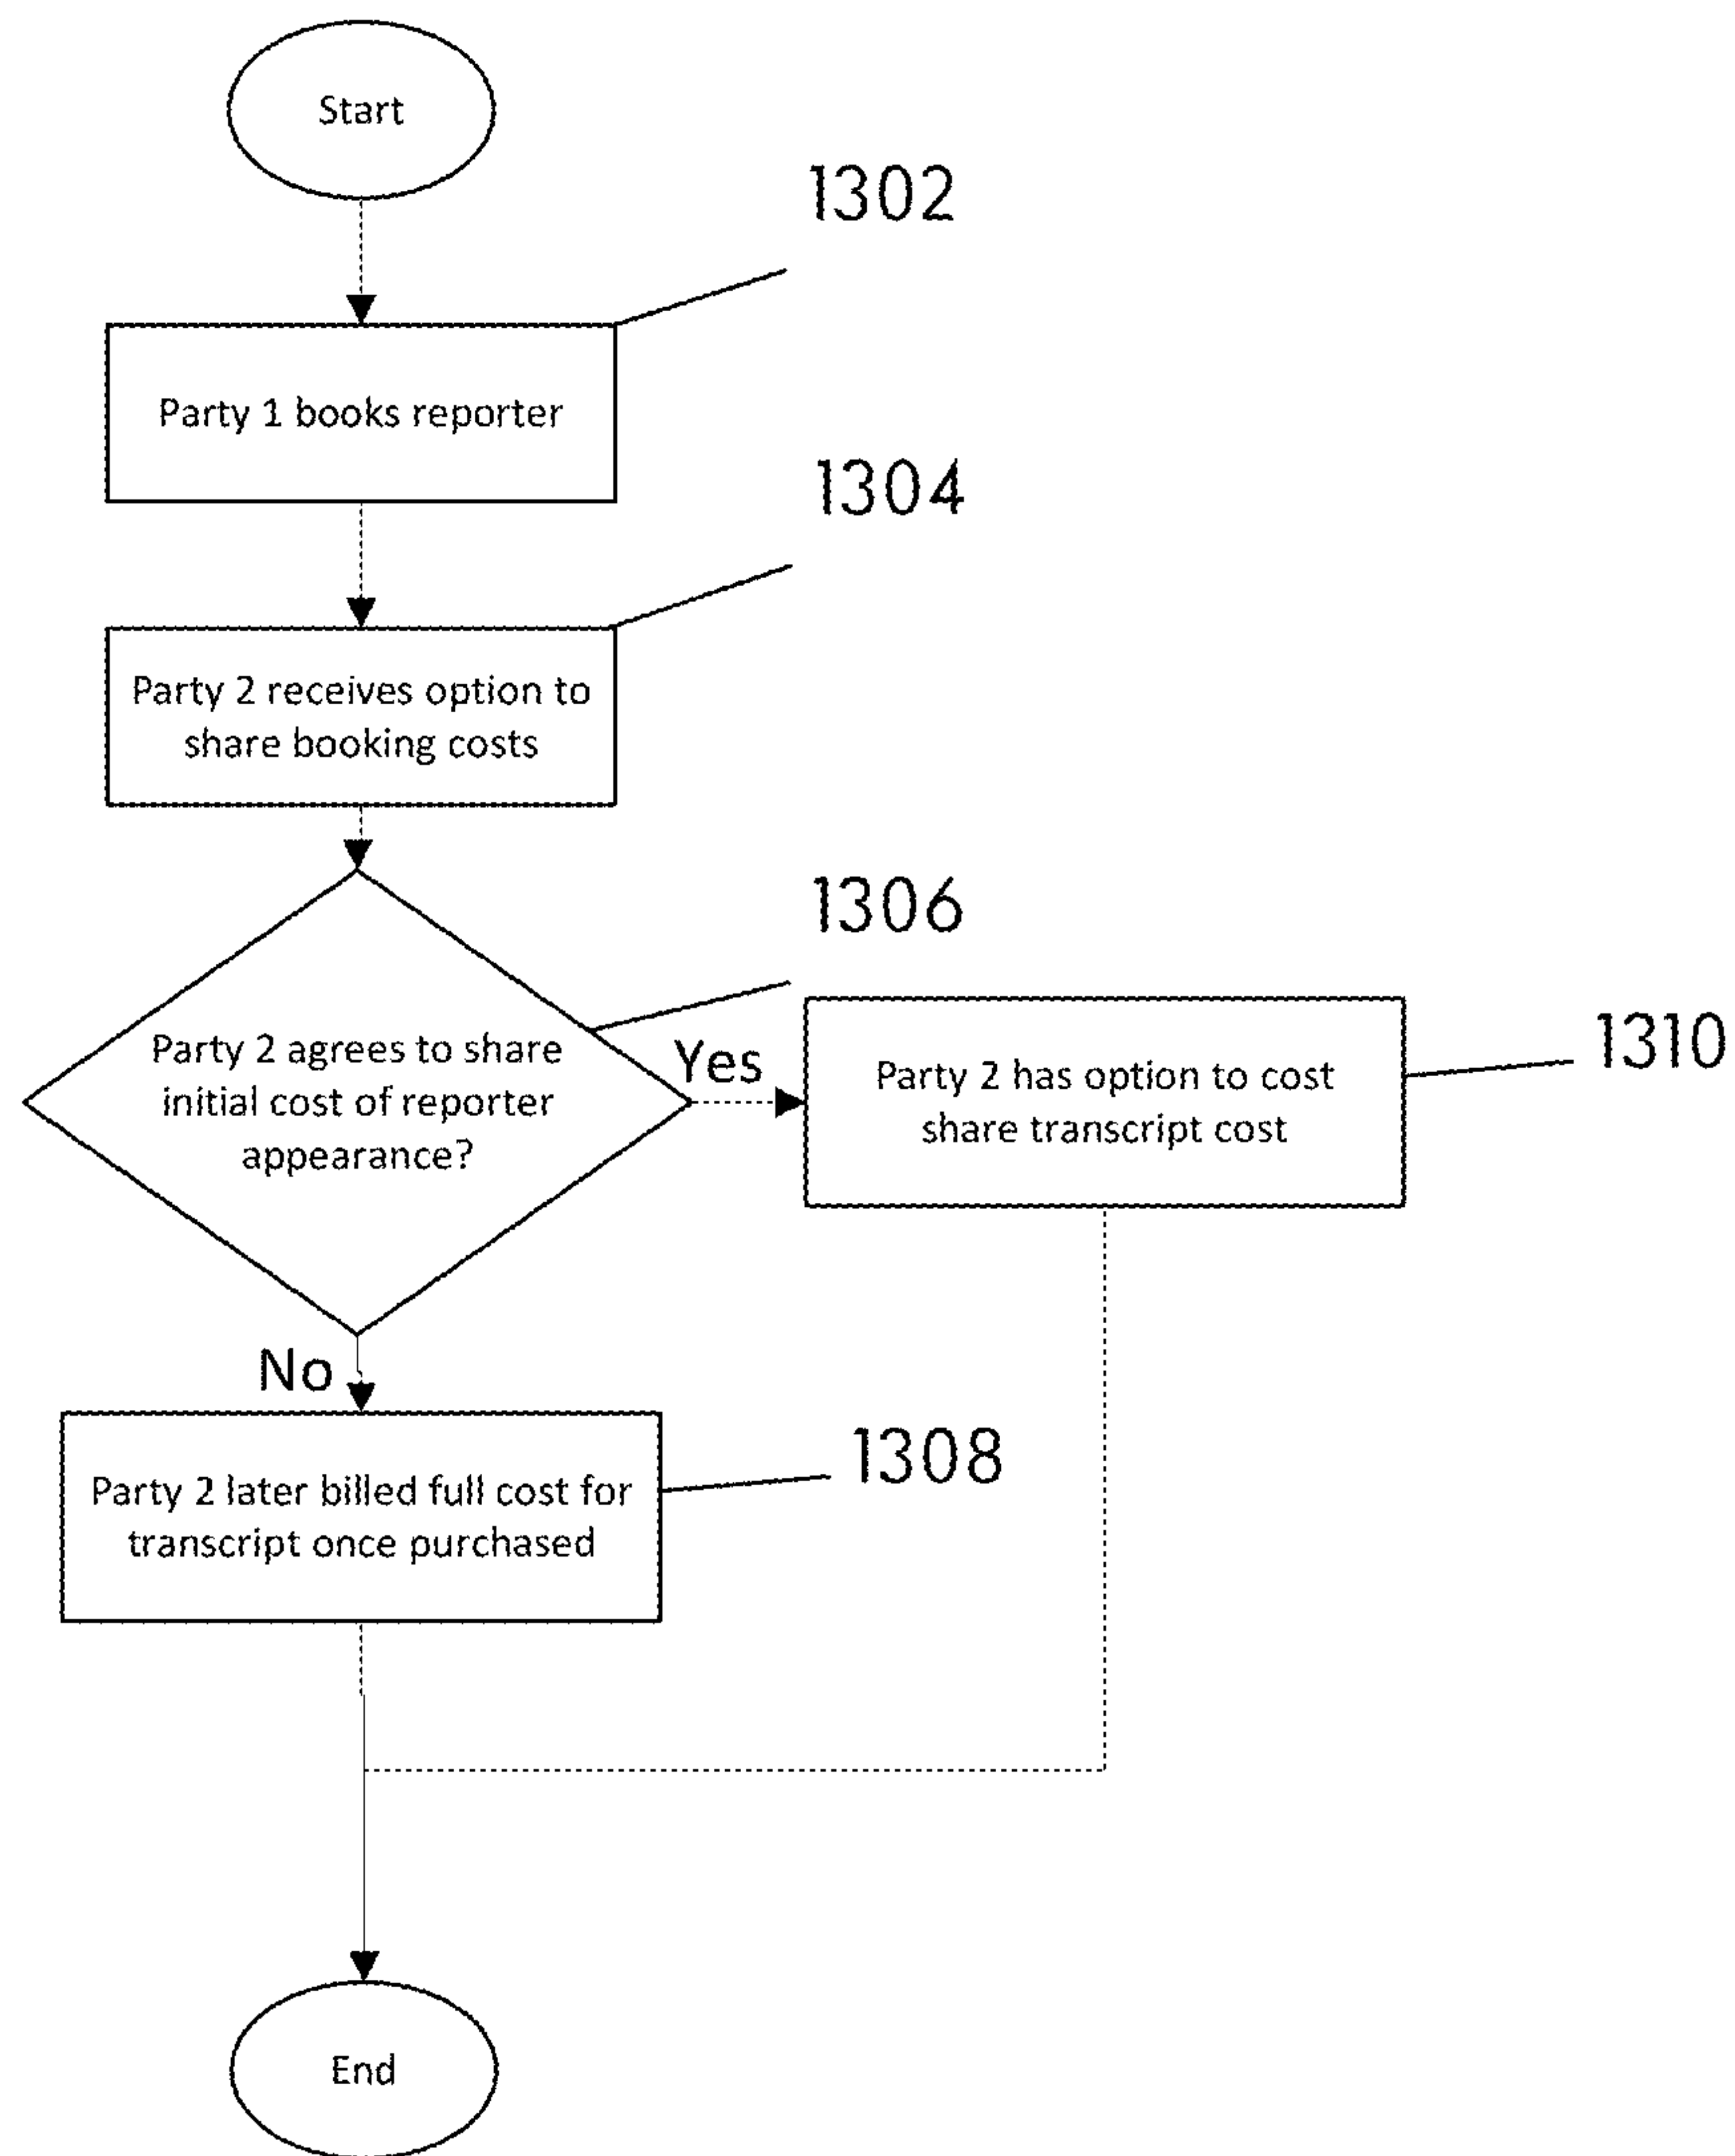 Start
1302
Party 1 books reporter
1304
Party 2 receives option to
share booking costs
1306
Party 2 agrees to share
initial cost of reporter
appearance?
Yes
1310
Party 2 has option to cost
share transcript cost
No
1308
Party 2 later billed full cost for
transcript once purchased
End